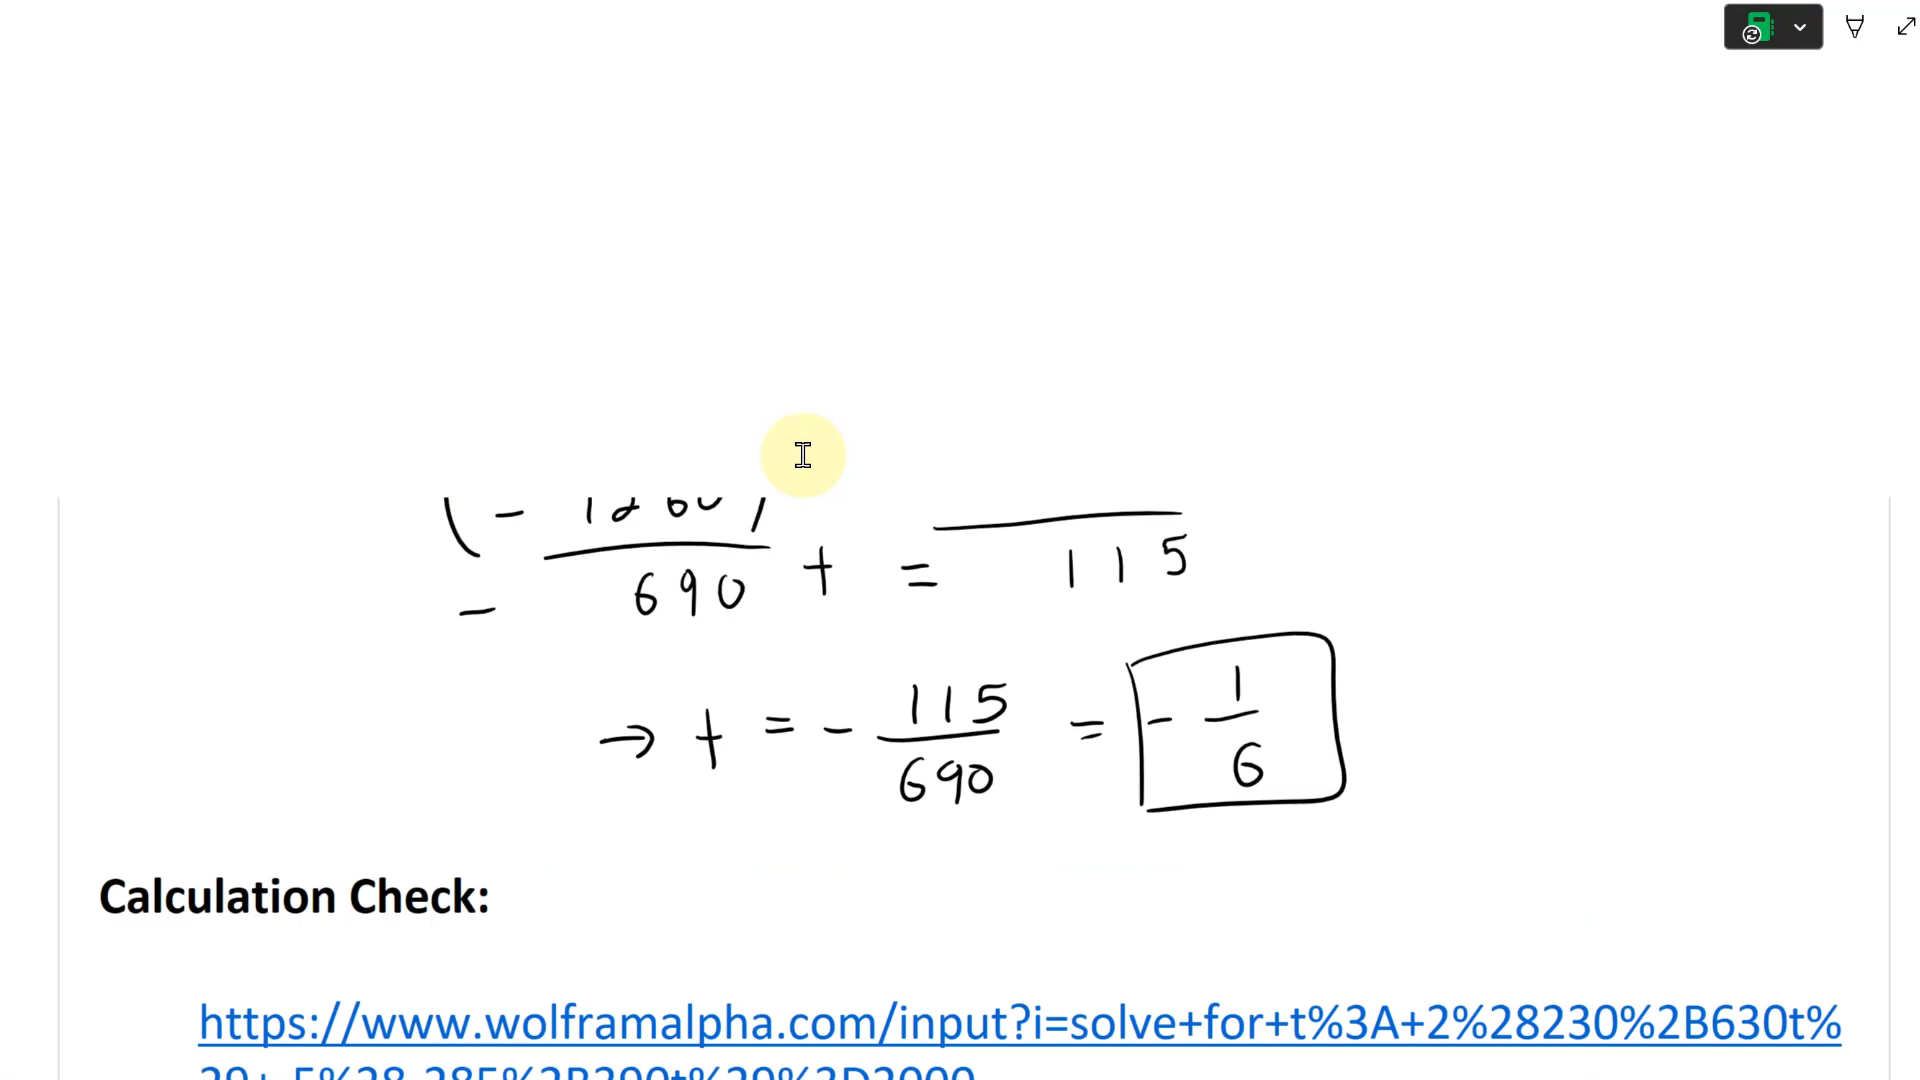 - 690 t = 115
→ t = - 115/690 = - 1/6
Calculation Check:
https://www.wolframalpha.com/input?i=solve+for+t%3A+2%28230%2B630t%